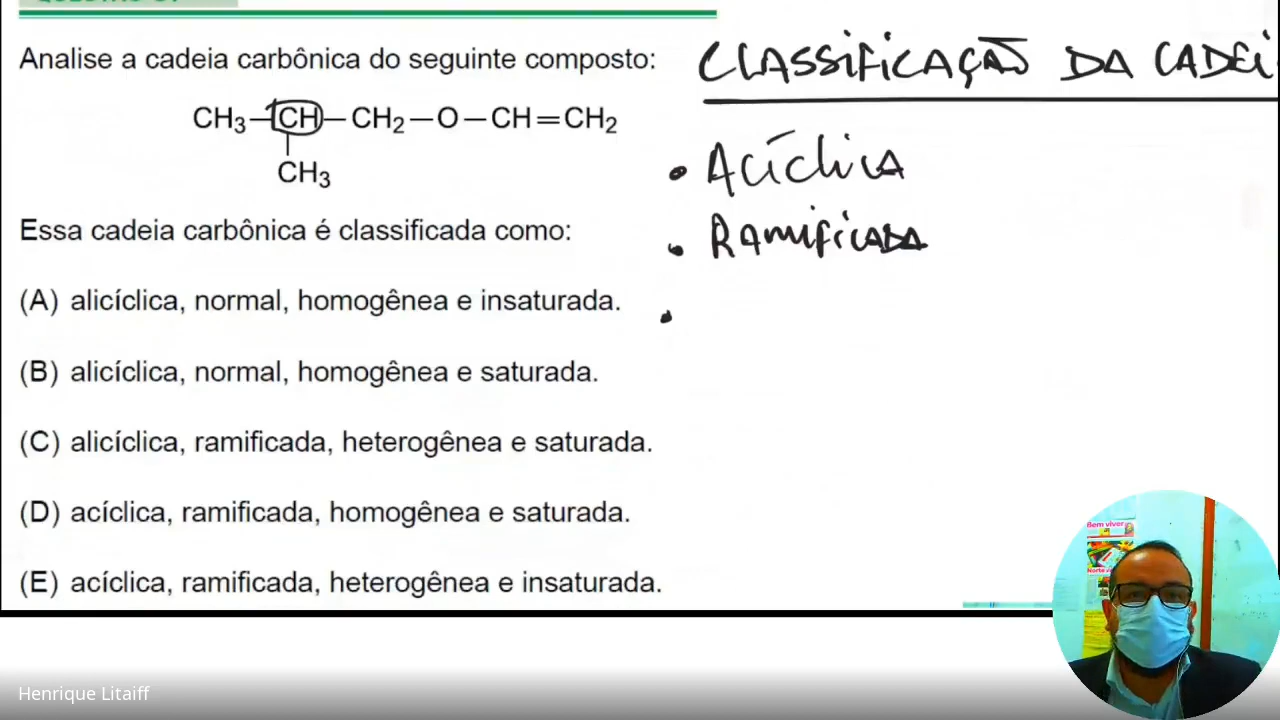 Analise a cadeia carbônica do seguinte composto:
CH3—CH—CH2—O—CH=CH2
CH3
Essa cadeia carbônica é classificada como:
(A) alicíclica, normal, homogênea e insaturada.
(B) alicíclica, normal, homogênea e saturada.
(C) alicíclica, ramificada, heterogênea e saturada.
(D) acíclica, ramificada, homogênea e saturada.
(E) acíclica, ramificada, heterogênea e insaturada.
CLASSIFICAÇÃO DA CADEI
• ACÍCLICA
• RAMIFICADA
•
Bem viver
Henrique Litaiff